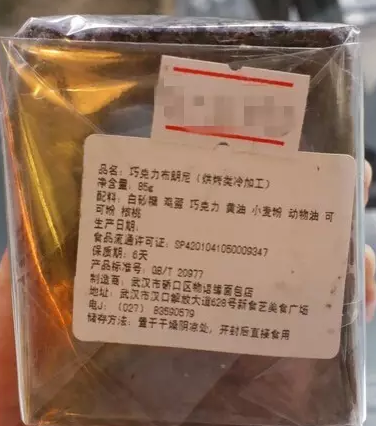 品名：巧克力布朗尼（烘烤类冷加工）
净含量：85g
配料：白砂糖 鸡蛋 巧克力 黄油 小麦粉 动物油 可
可粉 核桃
生产日期：
食品流通许可证：SP4201041050009347
保质期：6天
产品标准号：GB/T 20977
制造商：武汉市硚口区物语缘面包店
地址：武汉市汉口解放大道628号新食艺美食广场
电J：（027）83590579
储存方法：置于干燥阴凉处，开封后直接食用